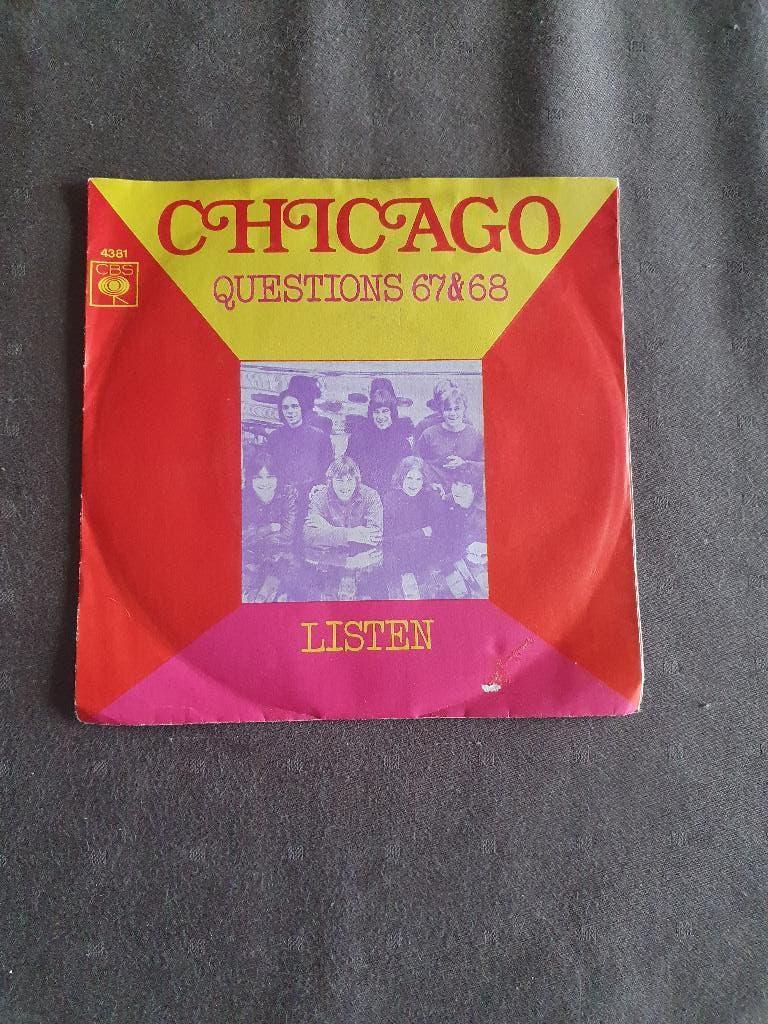 CHICAGO
4381
CBS
QUESTIONS 67&68
LISTEN